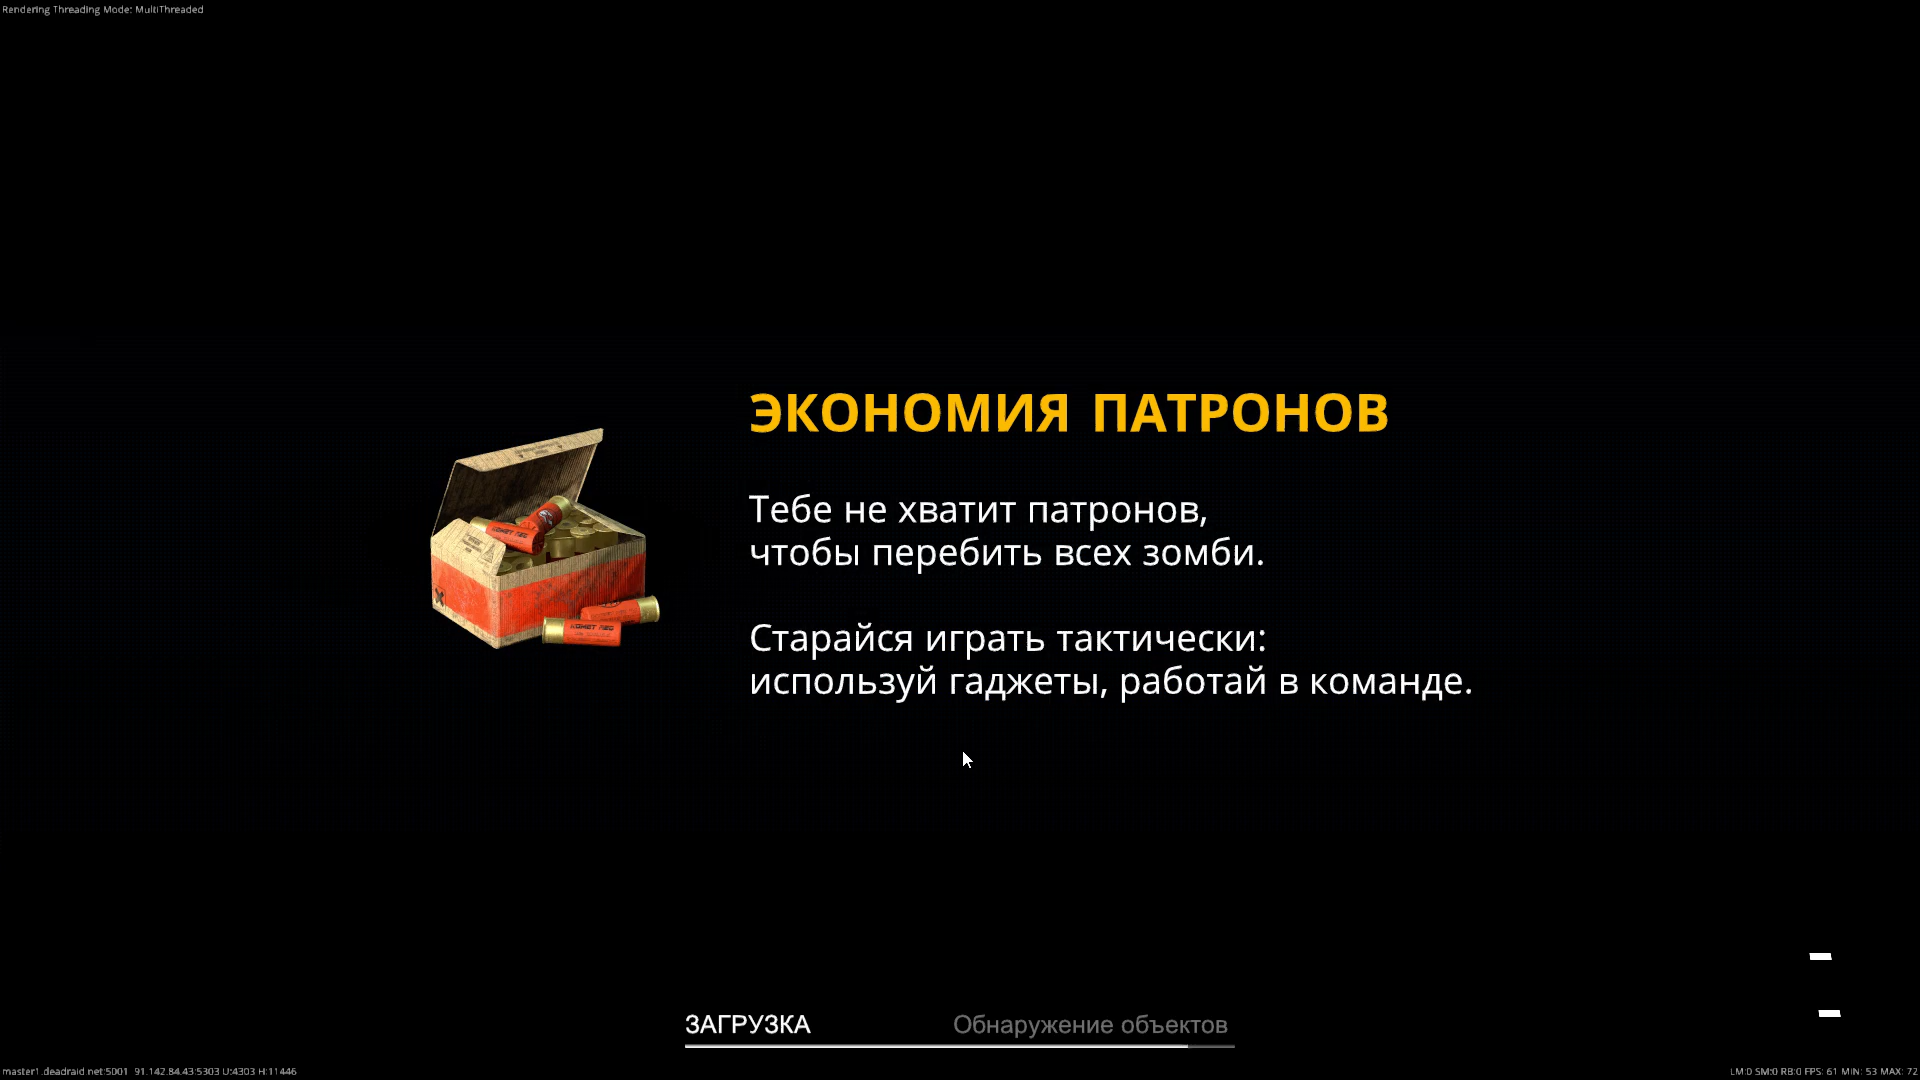 Rendering Threading Mode: MultiThreaded
ЭКОНОМИЯ ПАТРОНОВ
Тебе не хватит патронов,
чтобы перебить всех зомби.
Старайся играть тактически:
используй гаджеты, работай в команде.
ЗАГРУЗКА Обнаружение объектов
master1.deadraid.net:5001 91.142.84.43:5303 U:4303 H:11446
LM:0 SM:0 RB:0 FPS: 61 MIN: 53 MAX: 72